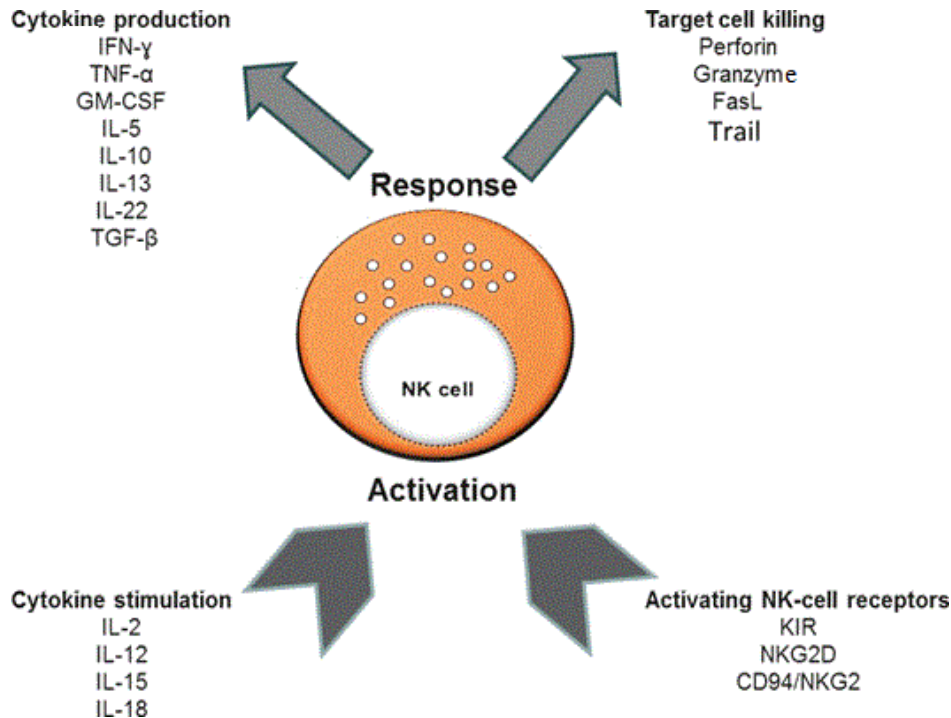 Cytokine production
IFN-ɣ
TNF-α
GM-CSF
IL-5
IL-10
IL-13
IL-22
TGF-β
Target cell killing
Perforin
Granzyme
FasL
Trail
Response
NK cell
Activation
Cytokine stimulation
IL-2
IL-12
IL-15
IL-18
Activating NK-cell receptors
KIR
NKG2D
CD94/NKG2